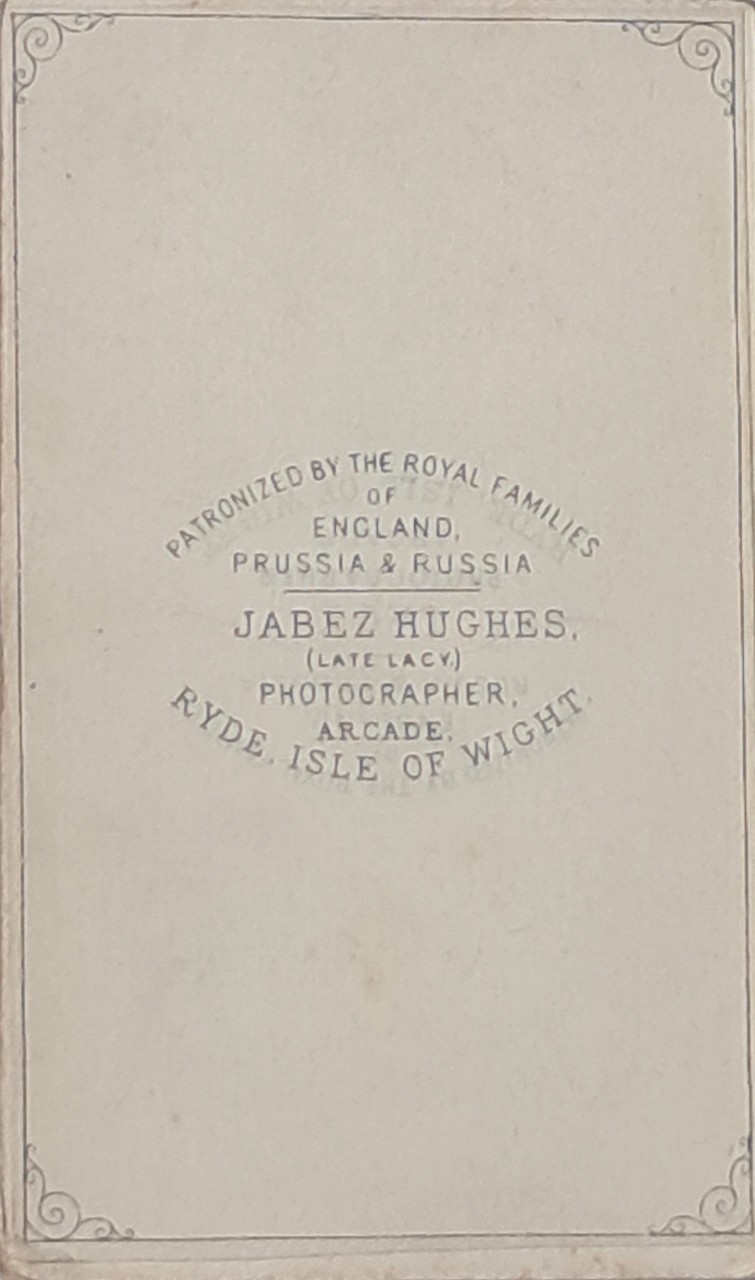 PATRONIZED BY THE ROYAL FAMILIES
OF
ENGLAND,
PRUSSIA & RUSSIA
JABEZ HUGHES,
(LATE LACY.)
PHOTOGRAPHER,
ARCADE,
RYDE, ISLE OF WIGHT.